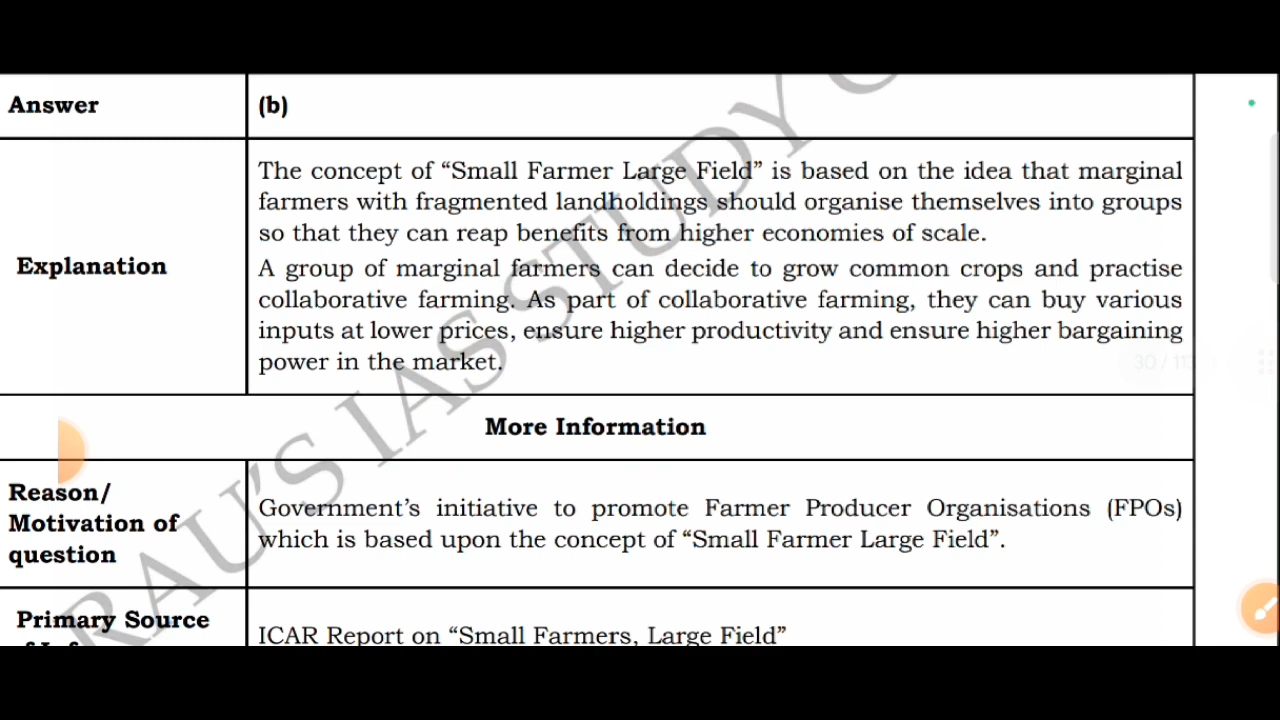 Answer
(b)
The concept of “Small Farmer Large Field” is based on the idea that marginal
farmers with fragmented landholdings should organise themselves into groups
so that they can reap benefits from higher economies of scale.
Explanation
A group of marginal farmers can decide to grow common crops and practise
collaborative farming. As part of collaborative farming, they can buy various
inputs at lower prices, ensure higher productivity and ensure higher bargaining
power in the market.
30 / 113
More Information
Reason/
Motivation of
question
Government’s initiative to promote Farmer Producer Organisations (FPOs)
which is based upon the concept of “Small Farmer Large Field”.
Primary Source
ICAR Report on “Small Farmers, Large Field”
RAU'S IAS STUDY C